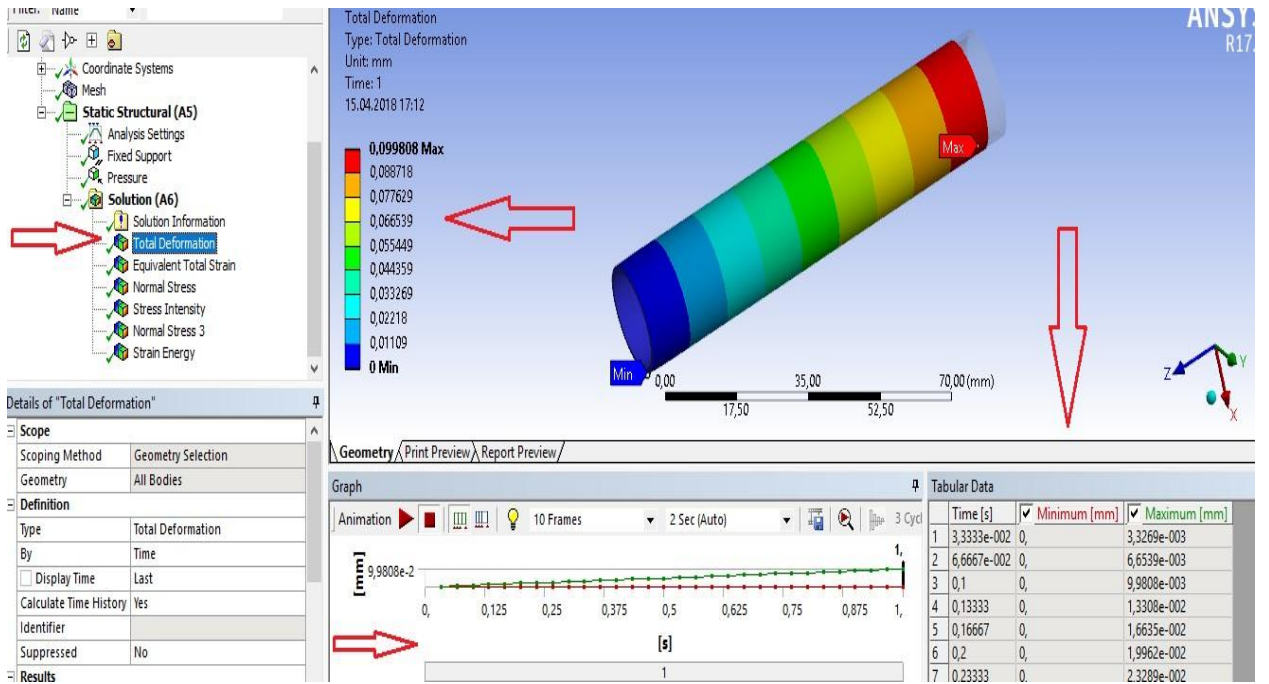 Filter: Name
Coordinate Systems
Mesh
Static Structural (A5)
Analysis Settings
Fixed Support
Pressure
Solution (A6)
Solution Information
Total Deformation
Equivalent Total Strain
Normal Stress
Stress Intensity
Normal Stress 3
Strain Energy
Details of "Total Deformation"
Scope
Scoping Method Geometry Selection
Geometry All Bodies
Definition
Type Total Deformation
By Time
Display Time Last
Calculate Time History Yes
Identifier
Suppressed No
Results
Total Deformation
Type: Total Deformation
Unit: mm
Time: 1
15.04.2018 17:12
0,099808 Max
0,088718
0,077629
0,066539
0,055449
0,044359
0,033269
0,02218
0,01109
0 Min
ANSYS
R17.
Max
Min
0,00 35,00 70,00 (mm)
17,50 52,50
Z Y
X
Geometry Print Preview Report Preview
Graph
Animation 10 Frames 2 Sec (Auto) 3 Cycl
1,
[mm]
9,9808e-2
0, 0,125 0,25 0,375 0,5 0,625 0,75 0,875 1,
[s]
1
Tabular Data
Time [s] Minimum [mm] Maximum [mm]
1 3,3333e-002 0, 3,3269e-003
2 6,6667e-002 0, 6,6539e-003
3 0,1 0, 9,9808e-003
4 0,13333 0, 1,3308e-002
5 0,16667 0, 1,6635e-002
6 0,2 0, 1,9962e-002
7 0,23333 0, 2,3289e-002